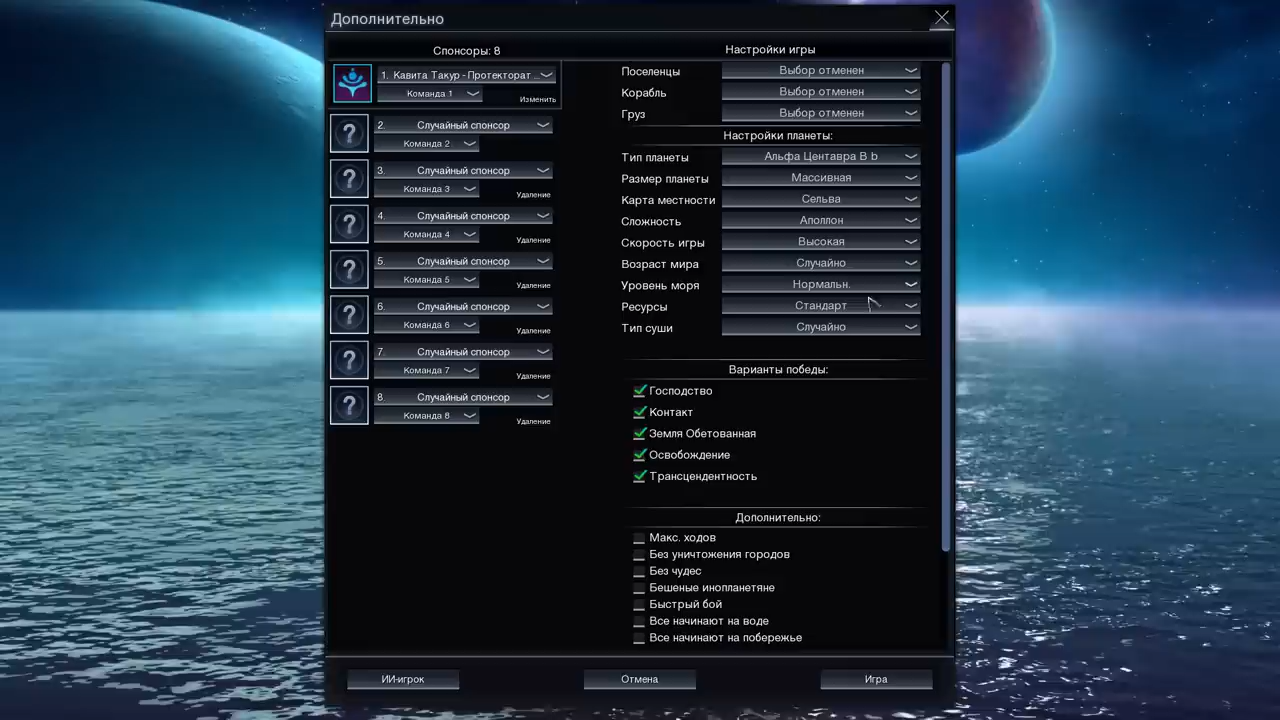 Дополнительно
Спонсоры: 8
1. Кавита Такур - Протекторат ...
Команда 1
Изменить
2. Случайный спонсор
Команда 2
3. Случайный спонсор
Команда 3
Удаление
4. Случайный спонсор
Команда 4
Удаление
5. Случайный спонсор
Команда 5
Удаление
6. Случайный спонсор
Команда 6
Удаление
7. Случайный спонсор
Команда 7
Удаление
8. Случайный спонсор
Команда 8
Удаление
Настройки игры
Поселенцы Выбор отменен
Корабль Выбор отменен
Груз Выбор отменен
Настройки планеты:
Тип планеты Альфа Центавра B b
Размер планеты Массивная
Карта местности Сельва
Сложность Аполлон
Скорость игры Высокая
Возраст мира Случайно
Уровень моря Нормальн.
Ресурсы Стандарт
Тип суши Случайно
Варианты победы:
Господство
Контакт
Земля Обетованная
Освобождение
Трансцендентность
Дополнительно:
Макс. ходов
Без уничтожения городов
Без чудес
Бешеные инопланетяне
Быстрый бой
Все начинают на воде
Все начинают на побережье
ИИ-игрок Отмена Игра